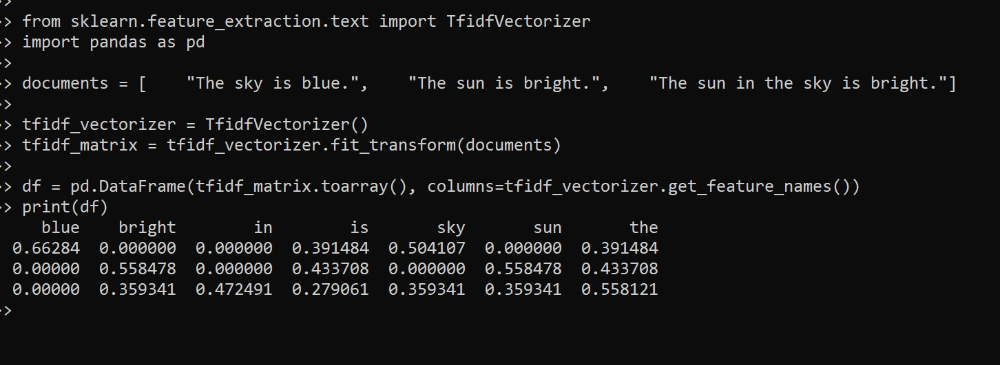 >>
>> from sklearn.feature_extraction.text import TfidfVectorizer
>> import pandas as pd
>>
>> documents = [    "The sky is blue.",    "The sun is bright.",    "The sun in the sky is bright."]
>>
>> tfidf_vectorizer = TfidfVectorizer()
>> tfidf_matrix = tfidf_vectorizer.fit_transform(documents)
>>
>> df = pd.DataFrame(tfidf_matrix.toarray(), columns=tfidf_vectorizer.get_feature_names())
>> print(df)
blue bright in is sky sun the
0.66284 0.000000 0.000000 0.391484 0.504107 0.000000 0.391484
0.00000 0.558478 0.000000 0.433708 0.000000 0.558478 0.433708
0.00000 0.359341 0.472491 0.279061 0.359341 0.359341 0.558121
>>